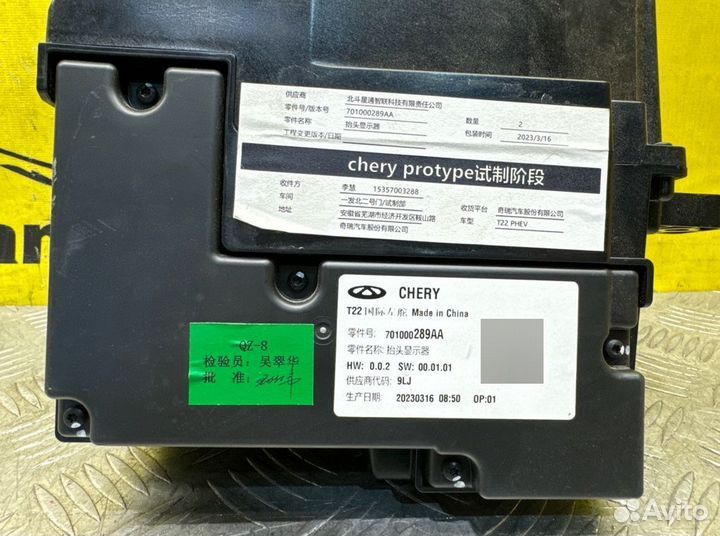 供应商 北斗星通智联科技有限责任公司
零件号/版本号 701000289AA 数量 2
零件名称 抬头显示器 包装时间 2023/3/16
工程变更版本/日期
chery protype试制阶段
收件方 李慧 15357003288
车间 一发北二号门/试制部 收货平台 奇瑞汽车股份有限公司
地址 安徽省芜湖市经济开发区鞍山路 车型 T22 PHEV
奇瑞汽车股份有限公司
CHERY
T22国际左舵 Made in China
零件号: 701000289AA
零件名称: 抬头显示器
HW: 0.0.2 SW: 00.01.01
供应商代码: 9LJ
生产日期: 20230316 08:50 OP:01
QZ-8
检验员: 吴翠华
批 准:
Avito